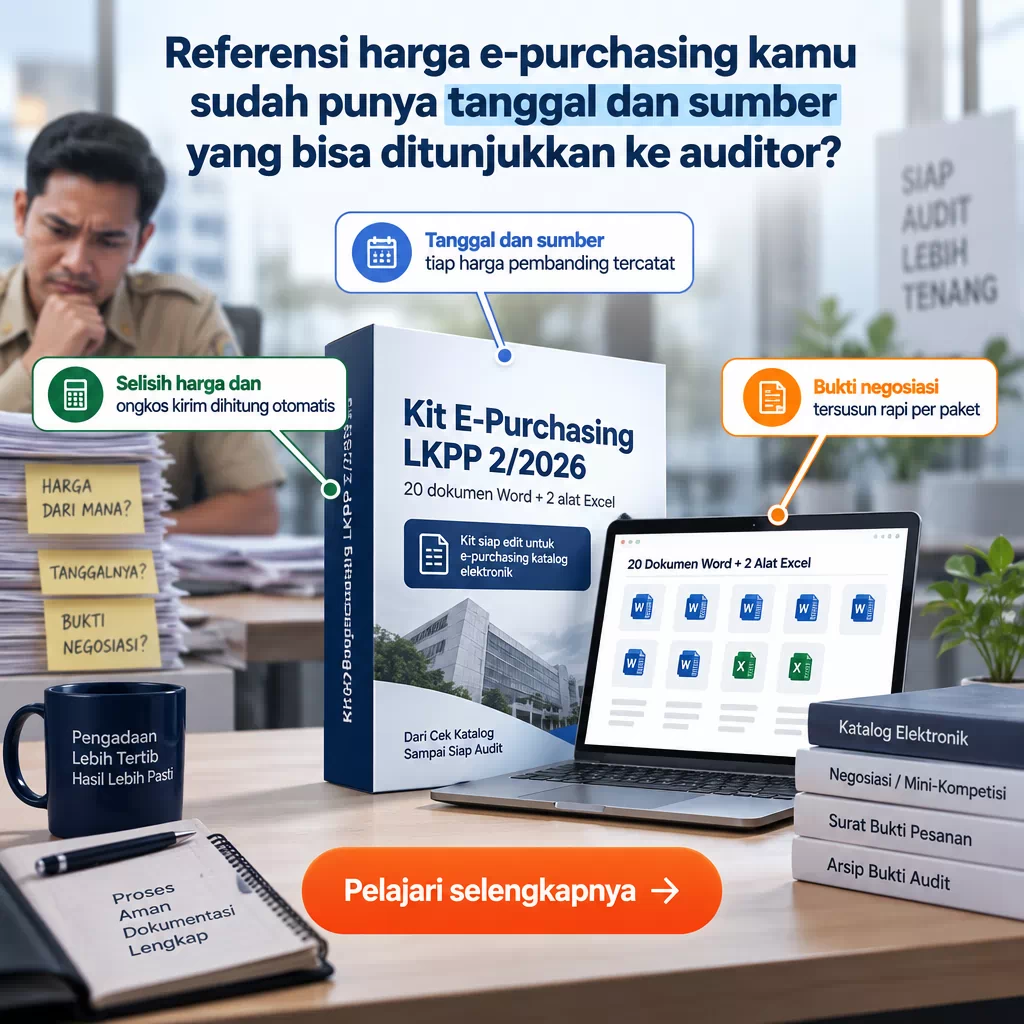 Referensi harga e-purchasing kamu
sudah punya tanggal dan sumber
yang bisa ditunjukkan ke auditor?
SIAP
AUDIT
LEBIH
TENANG
Tanggal dan sumber
tiap harga pembanding tercatat
Selisih harga dan
ongkos kirim dihitung otomatis
Bukti negosiasi
tersusun rapi per paket
HARGA
DARI MANA?
TANGGALNYA?
BUKTI
NEGOSIASI?
Kit E-Purchasing
LKPP 2/2026
20 dokumen Word + 2 alat Excel
Kit siap edit untuk
e-purchasing katalog
elektronik
Dari Cek Katalog
Sampai Siap Audit
20 Dokumen Word + 2 Alat Excel
W
W
W
W
W
W
W
X
X
Katalog Elektronik
Negosiasi / Mini-Kompetisi
Surat Bukti Pesanan
Arsip Bukti Audit
Pengadaan
Lebih Tertib
Hasil Lebih Pasti
Proses
Aman
Dokumentasi
Lengkap
Pelajari selengkapnya →